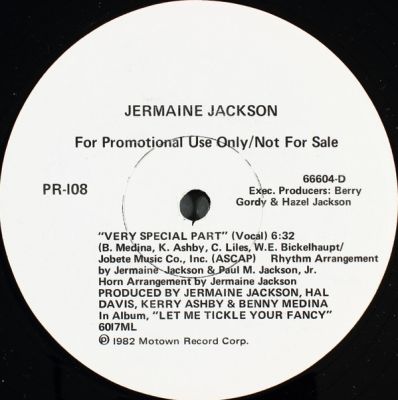 JERMAINE JACKSON
For Promotional Use Only/Not For Sale
PR-108
66604-D
Exec. Producers: Berry
Gordy & Hazel Jackson
"VERY SPECIAL PART" (Vocal) 6:32
(B. Medina, K. Ashby, C. Liles, W.E. Bickelhaupt/
Jobete Music Co., Inc. (ASCAP) Rhythm Arrangement
by Jermaine Jackson & Paul M. Jackson, Jr.
Horn Arrangement by Jermaine Jackson
PRODUCED BY JERMAINE JACKSON, HAL
DAVIS, KERRY ASHBY & BENNY MEDINA
In Album, "LET ME TICKLE YOUR FANCY"
6017ML
℗ 1982 Motown Record Corp.